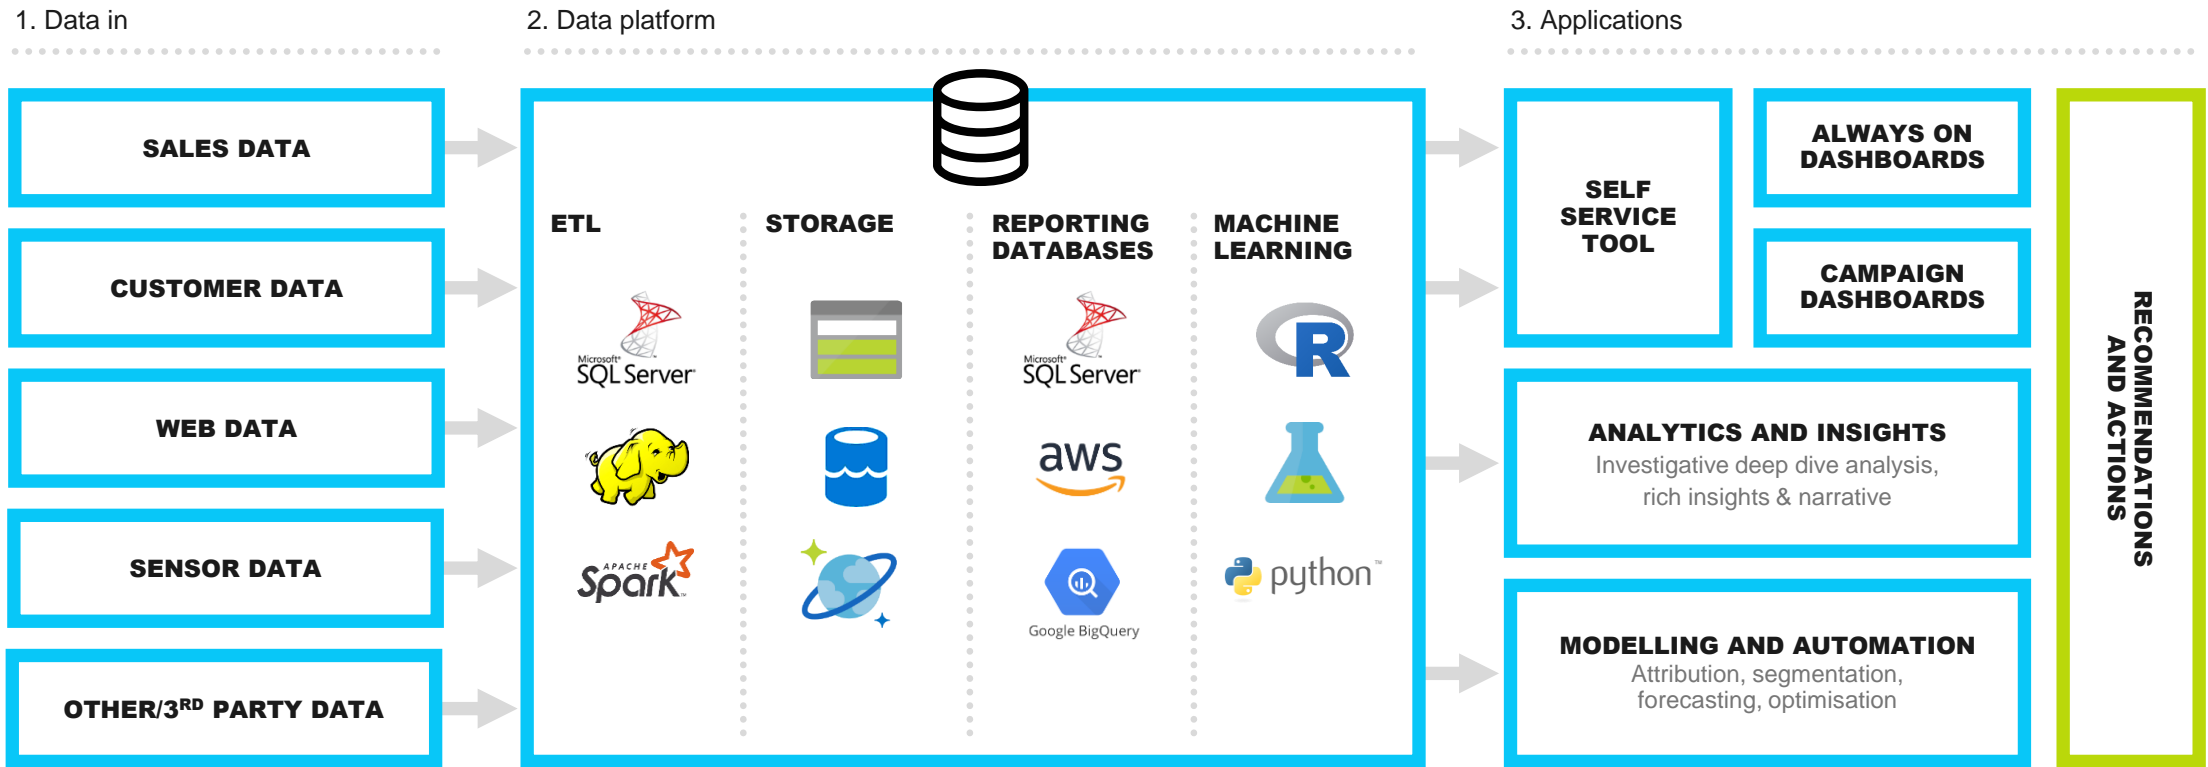 1. Data in
2. Data platform
3. Applications
SALES DATA
CUSTOMER DATA
WEB DATA
SENSOR DATA
OTHER/3RD PARTY DATA
ETL
Microsoft®
SQL Server®
APACHE
Spark™
STORAGE
REPORTING
DATABASES
Microsoft®
SQL Server®
aws
Google BigQuery
MACHINE
LEARNING
R
python™
SELF
SERVICE
TOOL
ALWAYS ON
DASHBOARDS
CAMPAIGN
DASHBOARDS
ANALYTICS AND INSIGHTS
Investigative deep dive analysis,
rich insights & narrative
MODELLING AND AUTOMATION
Attribution, segmentation,
forecasting, optimisation
RECOMMENDATIONS
AND ACTIONS